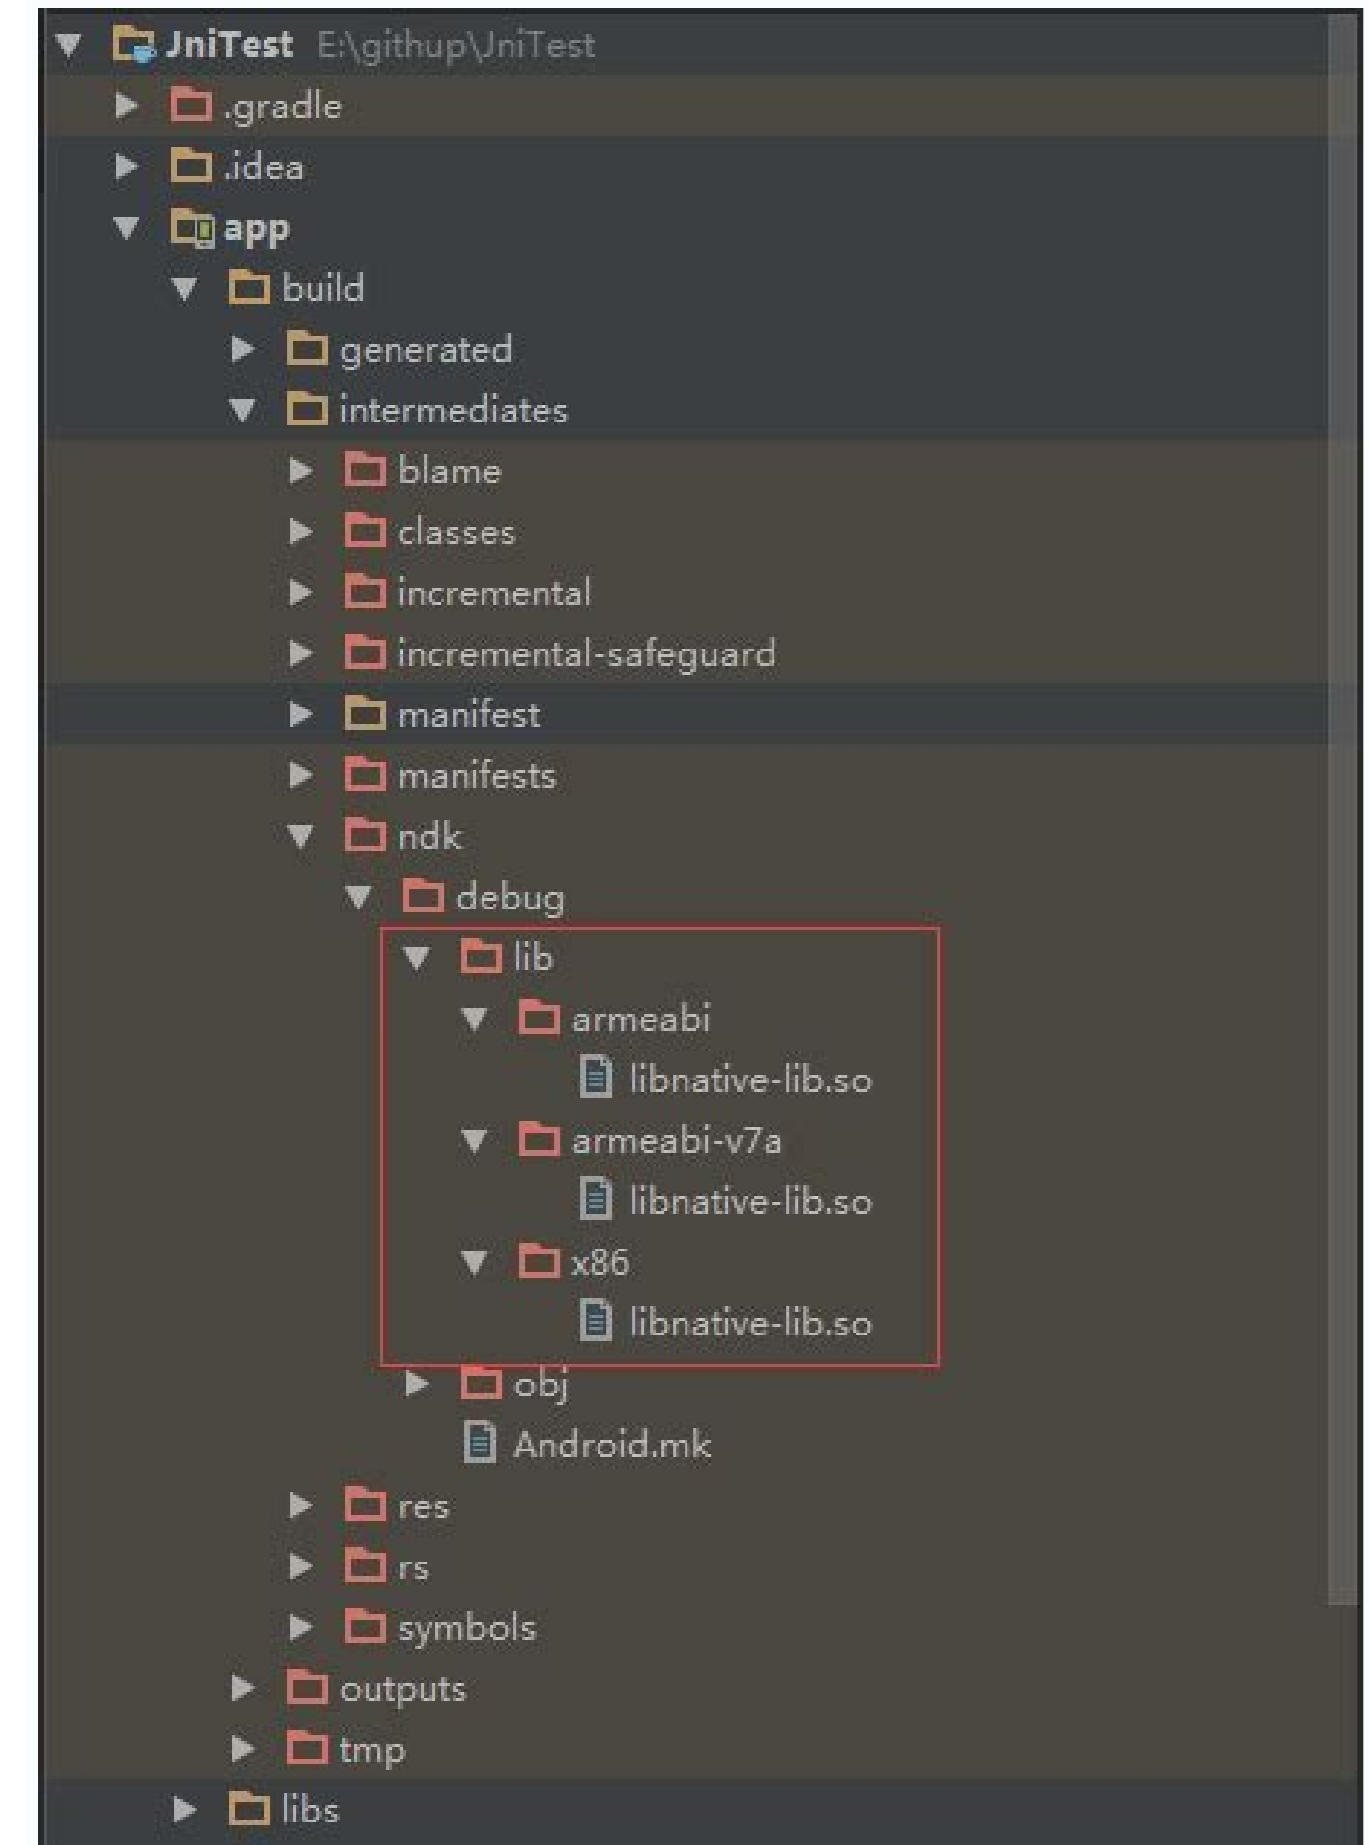 JniTest E:\githup\JniTest
.gradle
.idea
app
build
generated
intermediates
blame
classes
incremental
incremental-safeguard
manifest
manifests
ndk
debug
lib
armeabi
libnative-lib.so
armeabi-v7a
libnative-lib.so
x86
libnative-lib.so
obj
Android.mk
res
rs
symbols
outputs
tmp
libs